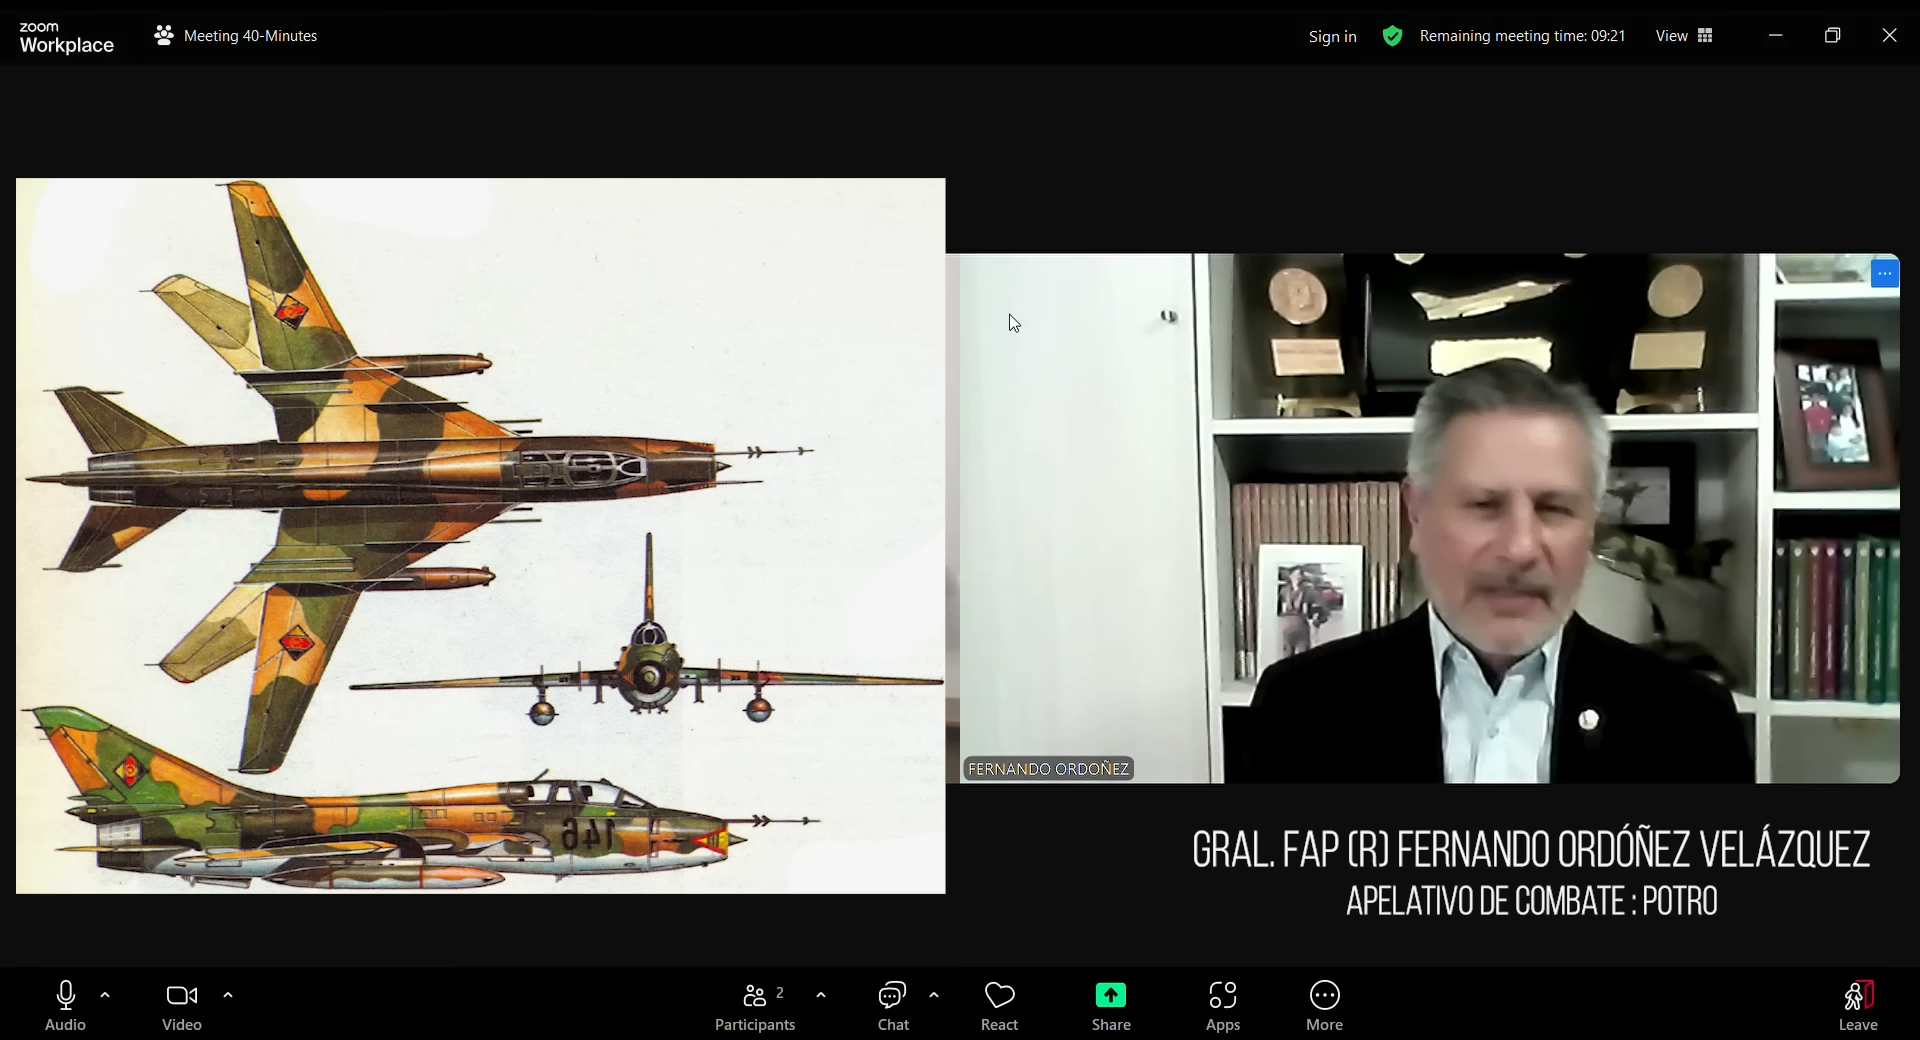 zoom
Workplace
Meeting 40-Minutes
Sign in
Remaining meeting time: 09:21
View
146
FERNANDO ORDOÑEZ
GRAL. FAP (R) FERNANDO ORDÓÑEZ VELÁZQUEZ
APELATIVO DE COMBATE : POTRO
Audio
Video
2
Participants
Chat
React
Share
Apps
More
Leave